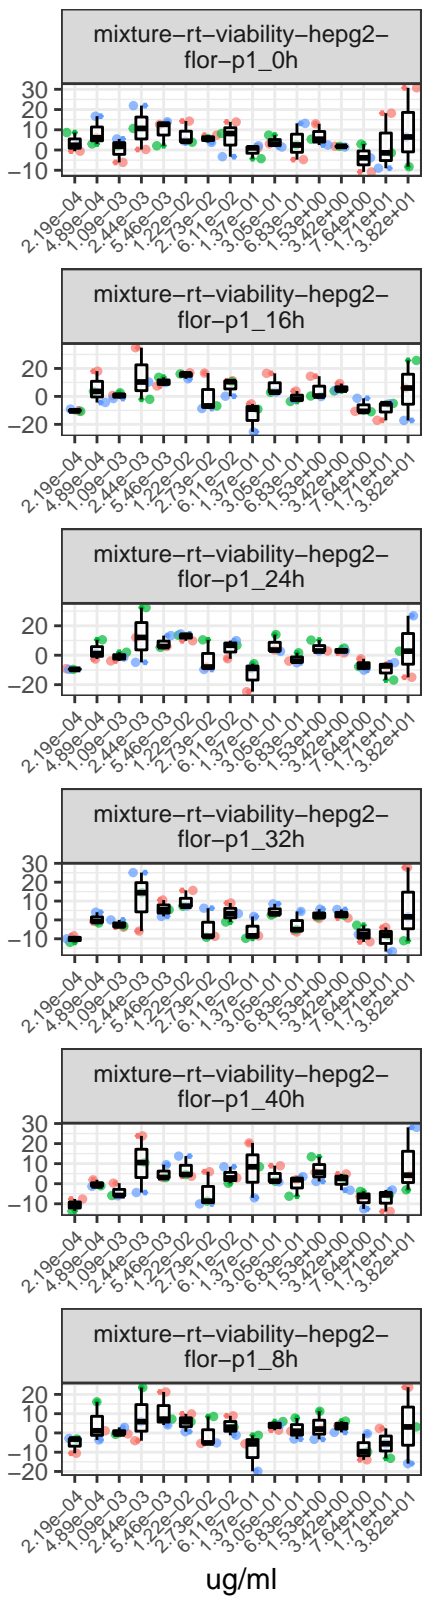 mixture−rt−viability−hepg2−
flor−p1_0h
30
20
10
0
−10
2.19e−04
4.89e−04
1.09e−03
2.44e−03
5.46e−03
1.22e−02
2.73e−02
6.11e−02
1.37e−01
3.05e−01
6.83e−01
1.53e+00
3.42e+00
7.64e+00
1.71e+01
3.82e+01
mixture−rt−viability−hepg2−
flor−p1_16h
20
0
−20
2.19e−04
4.89e−04
1.09e−03
2.44e−03
5.46e−03
1.22e−02
2.73e−02
6.11e−02
1.37e−01
3.05e−01
6.83e−01
1.53e+00
3.42e+00
7.64e+00
1.71e+01
3.82e+01
mixture−rt−viability−hepg2−
flor−p1_24h
20
0
−20
2.19e−04
4.89e−04
1.09e−03
2.44e−03
5.46e−03
1.22e−02
2.73e−02
6.11e−02
1.37e−01
3.05e−01
6.83e−01
1.53e+00
3.42e+00
7.64e+00
1.71e+01
3.82e+01
mixture−rt−viability−hepg2−
flor−p1_32h
30
20
10
0
−10
2.19e−04
4.89e−04
1.09e−03
2.44e−03
5.46e−03
1.22e−02
2.73e−02
6.11e−02
1.37e−01
3.05e−01
6.83e−01
1.53e+00
3.42e+00
7.64e+00
1.71e+01
3.82e+01
mixture−rt−viability−hepg2−
flor−p1_40h
30
20
10
0
−10
2.19e−04
4.89e−04
1.09e−03
2.44e−03
5.46e−03
1.22e−02
2.73e−02
6.11e−02
1.37e−01
3.05e−01
6.83e−01
1.53e+00
3.42e+00
7.64e+00
1.71e+01
3.82e+01
mixture−rt−viability−hepg2−
flor−p1_8h
20
10
0
−10
−20
2.19e−04
4.89e−04
1.09e−03
2.44e−03
5.46e−03
1.22e−02
2.73e−02
6.11e−02
1.37e−01
3.05e−01
6.83e−01
1.53e+00
3.42e+00
7.64e+00
1.71e+01
3.82e+01
ug/ml